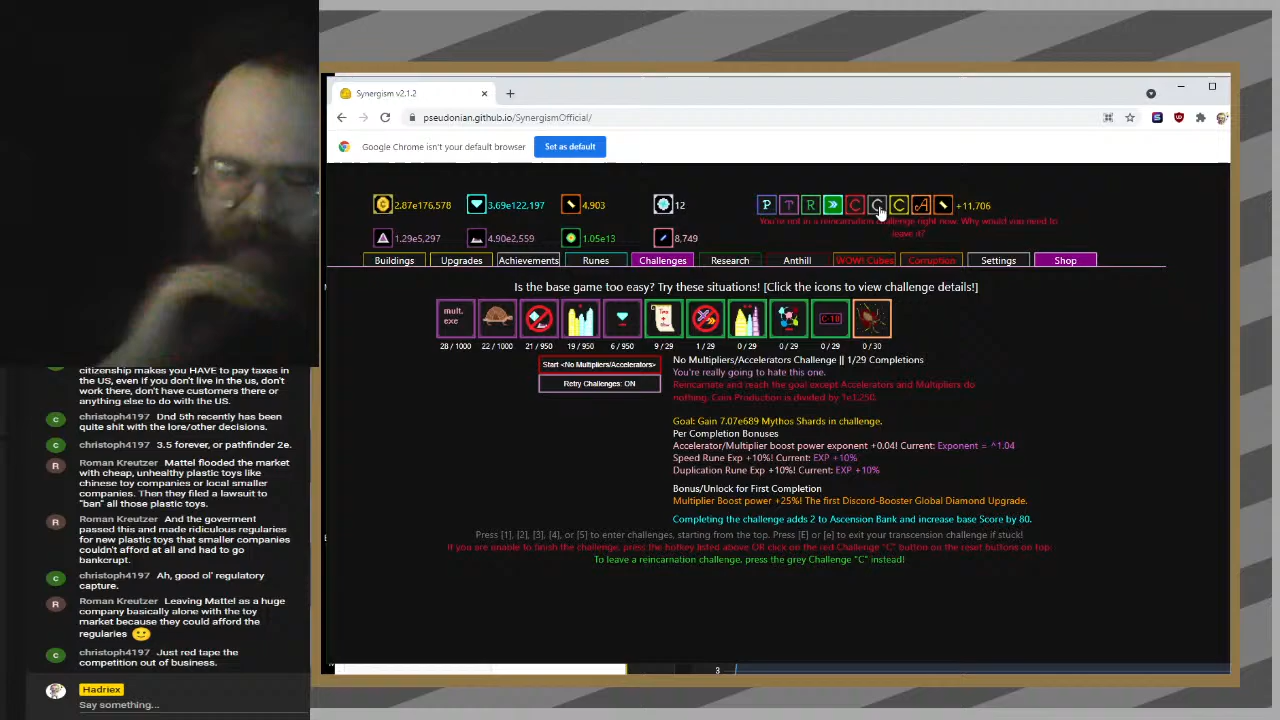 citizenship makes you HAVE to pay taxes in
the US, even if you don't live in the us, don't
work there, don't have customers there or
anything else to do with the US.
christoph4197 Dnd 5th recently has been
quite shit with the lore/other decisions.
christoph4197 3.5 forever, or pathfinder 2e.
Roman Kreutzer Mattel flooded the market
with cheap, unhealthy plastic toys like
chinese toy companies or local smaller
companies. Then they filed a lawsuit to
"ban" all those plastic toys.
Roman Kreutzer And the goverment
passed this and made ridiculous regularies
for new plastic toys that smaller companies
couldn't afford at all and had to go
bankcrupt.
christoph4197 Ah, good ol' regulatory
capture.
Roman Kreutzer Leaving Mattel as a huge
company basically alone with the toy
market because they could afford the
regularies
christoph4197 Just red tape the
competition out of business.
Hadriex
Say something...
Synergism v2.1.2
pseudonian.github.io/SynergismOfficial/
Google Chrome isn't your default browser
Set as default
2.87e176,578
3.69e122,197
4,903
12
P T R C C C A +11,706
You're not in a reincarnation challenge right now. Why would you need to
leave it?
1.29e5,297
4.90e2,559
1.05e13
8,749
Buildings Upgrades Achievements Runes Challenges Research Anthill WOW! Cubes Corruption Settings Shop
Is the base game too easy? Try these situations! [Click the icons to view challenge details!]
mult.
exe
C-10
28 / 1000 22 / 1000 21 / 950 19 / 950 6 / 950 9 / 29 1 / 29 0 / 29 0 / 29 0 / 29 0 / 30
Start <No Multipliers/Accelerators>
Retry Challenges: ON
No Multipliers/Accelerators Challenge || 1/29 Completions
You're really going to hate this one.
Reincarnate and reach the goal except Accelerators and Multipliers do
nothing. Coin Production is divided by 1e1,250.
Goal: Gain 7.07e689 Mythos Shards in challenge.
Per Completion Bonuses
Accelerator/Multiplier boost power exponent +0.04! Current: Exponent = ^1.04
Speed Rune Exp +10%! Current: EXP +10%
Duplication Rune Exp +10%! Current: EXP +10%
Bonus/Unlock for First Completion
Multiplier Boost power +25%! The first Discord-Booster Global Diamond Upgrade.
Completing the challenge adds 2 to Ascension Bank and increase base Score by 80.
Press [1], [2], [3], [4], or [5] to enter challenges, starting from the top. Press [E] or [e] to exit your transcension challenge if stuck!
If you are unable to finish the challenge, press the hotkey listed above OR click on the red Challenge "C" button on the reset buttons on top:
To leave a reincarnation challenge, press the grey Challenge "C" instead!
3